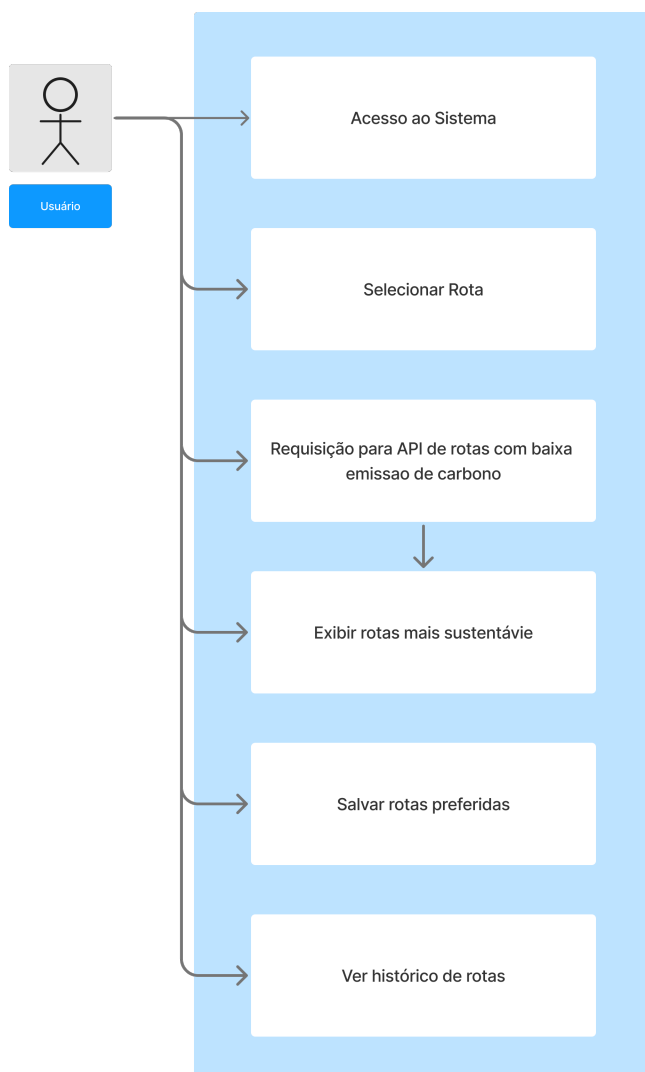 Acesso ao Sistema
Usuário
Selecionar Rota
Requisição para API de rotas com baixa
emissao de carbono
Exibir rotas mais sustentávie
Salvar rotas preferidas
Ver histórico de rotas